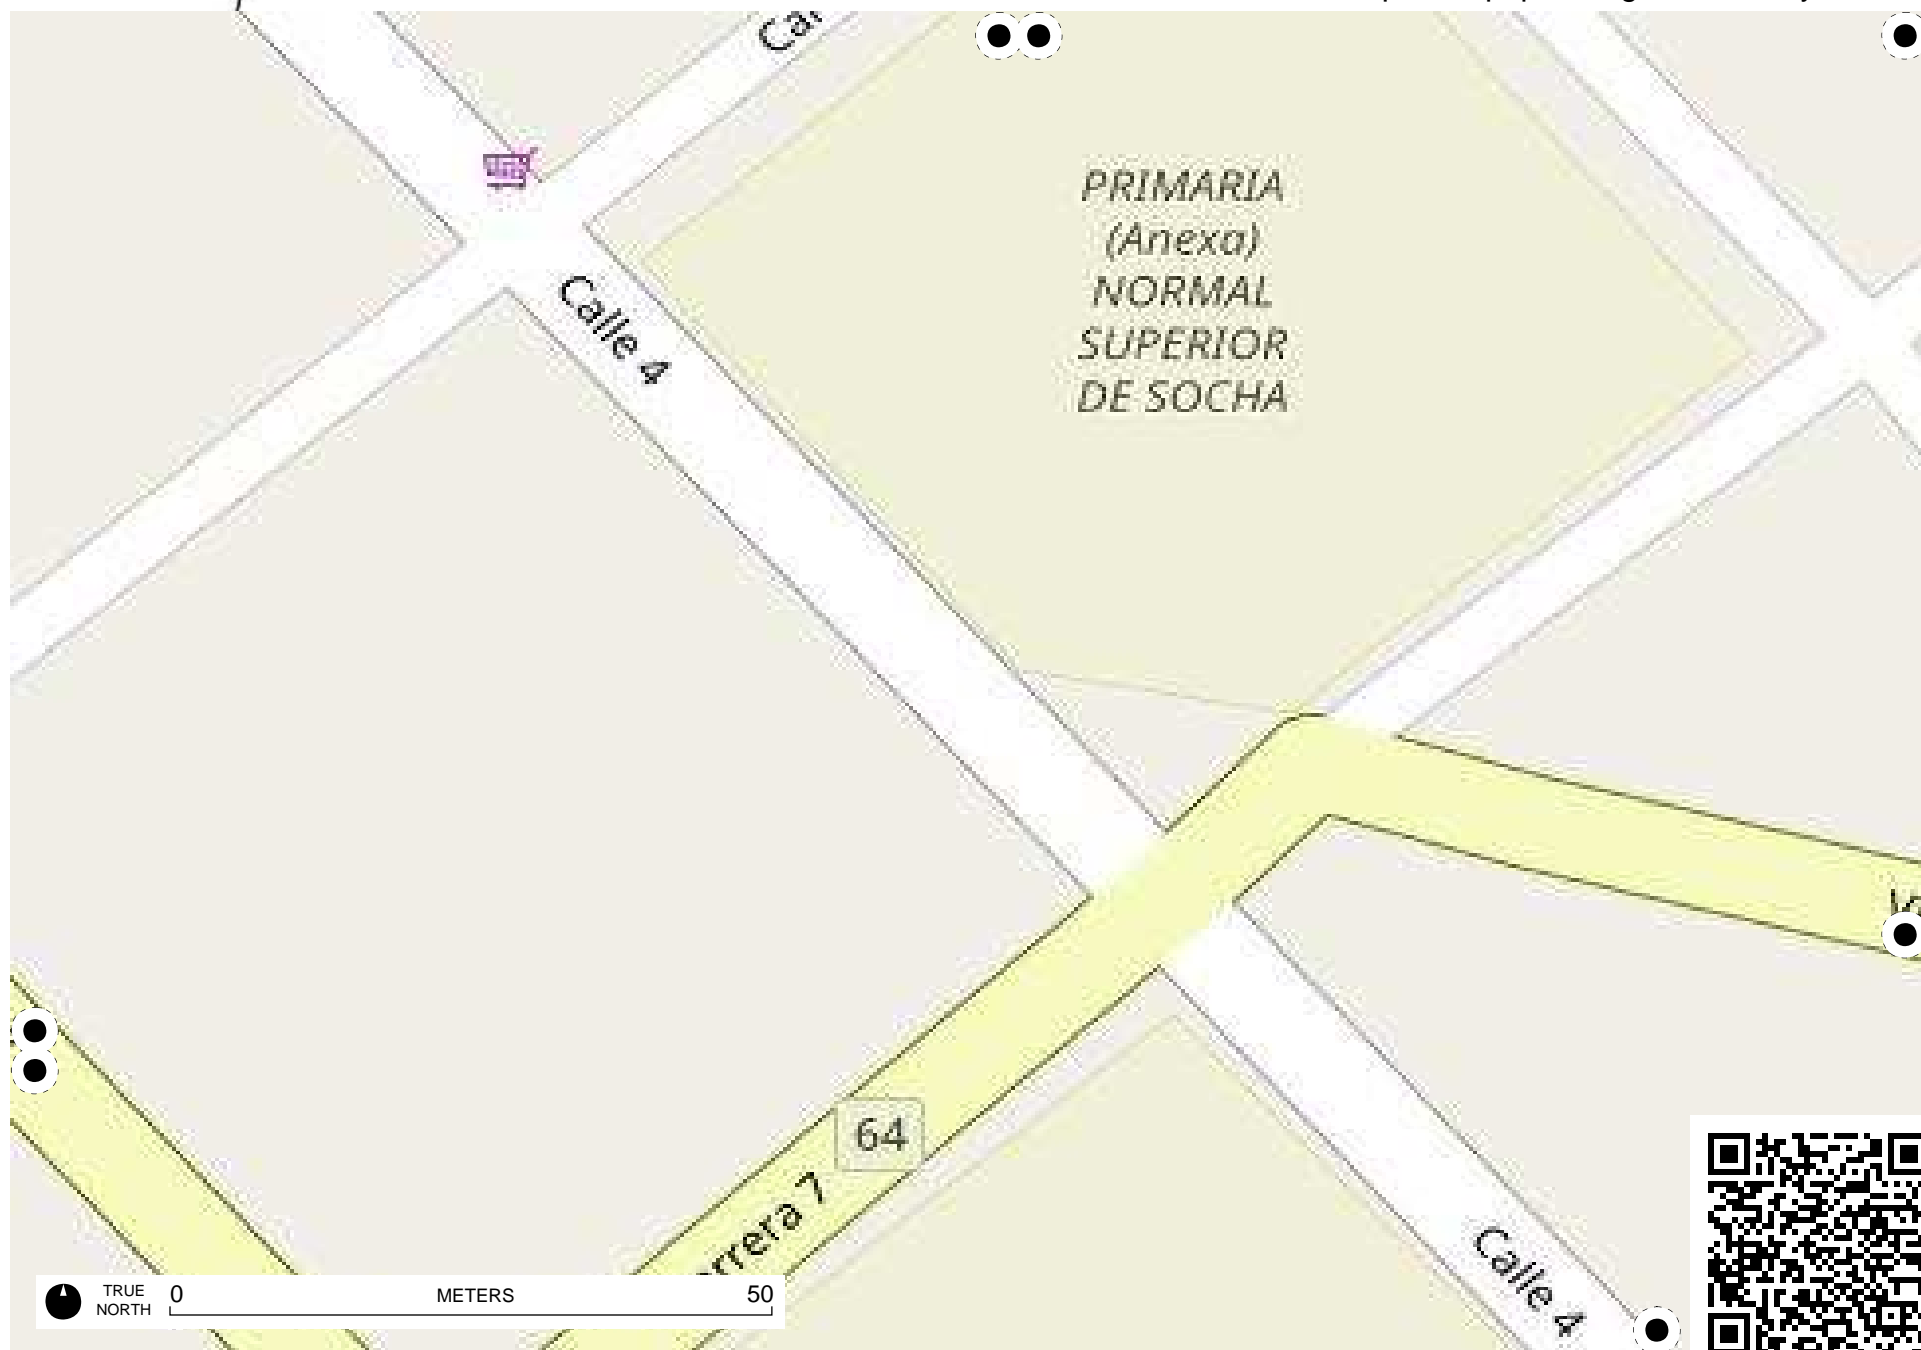 PRIMARIA
(Anexa)
NORMAL
SUPERIOR
DE SOCHA
Calle 4
64
Calle 4
TRUE
NORTH
0 METERS 50